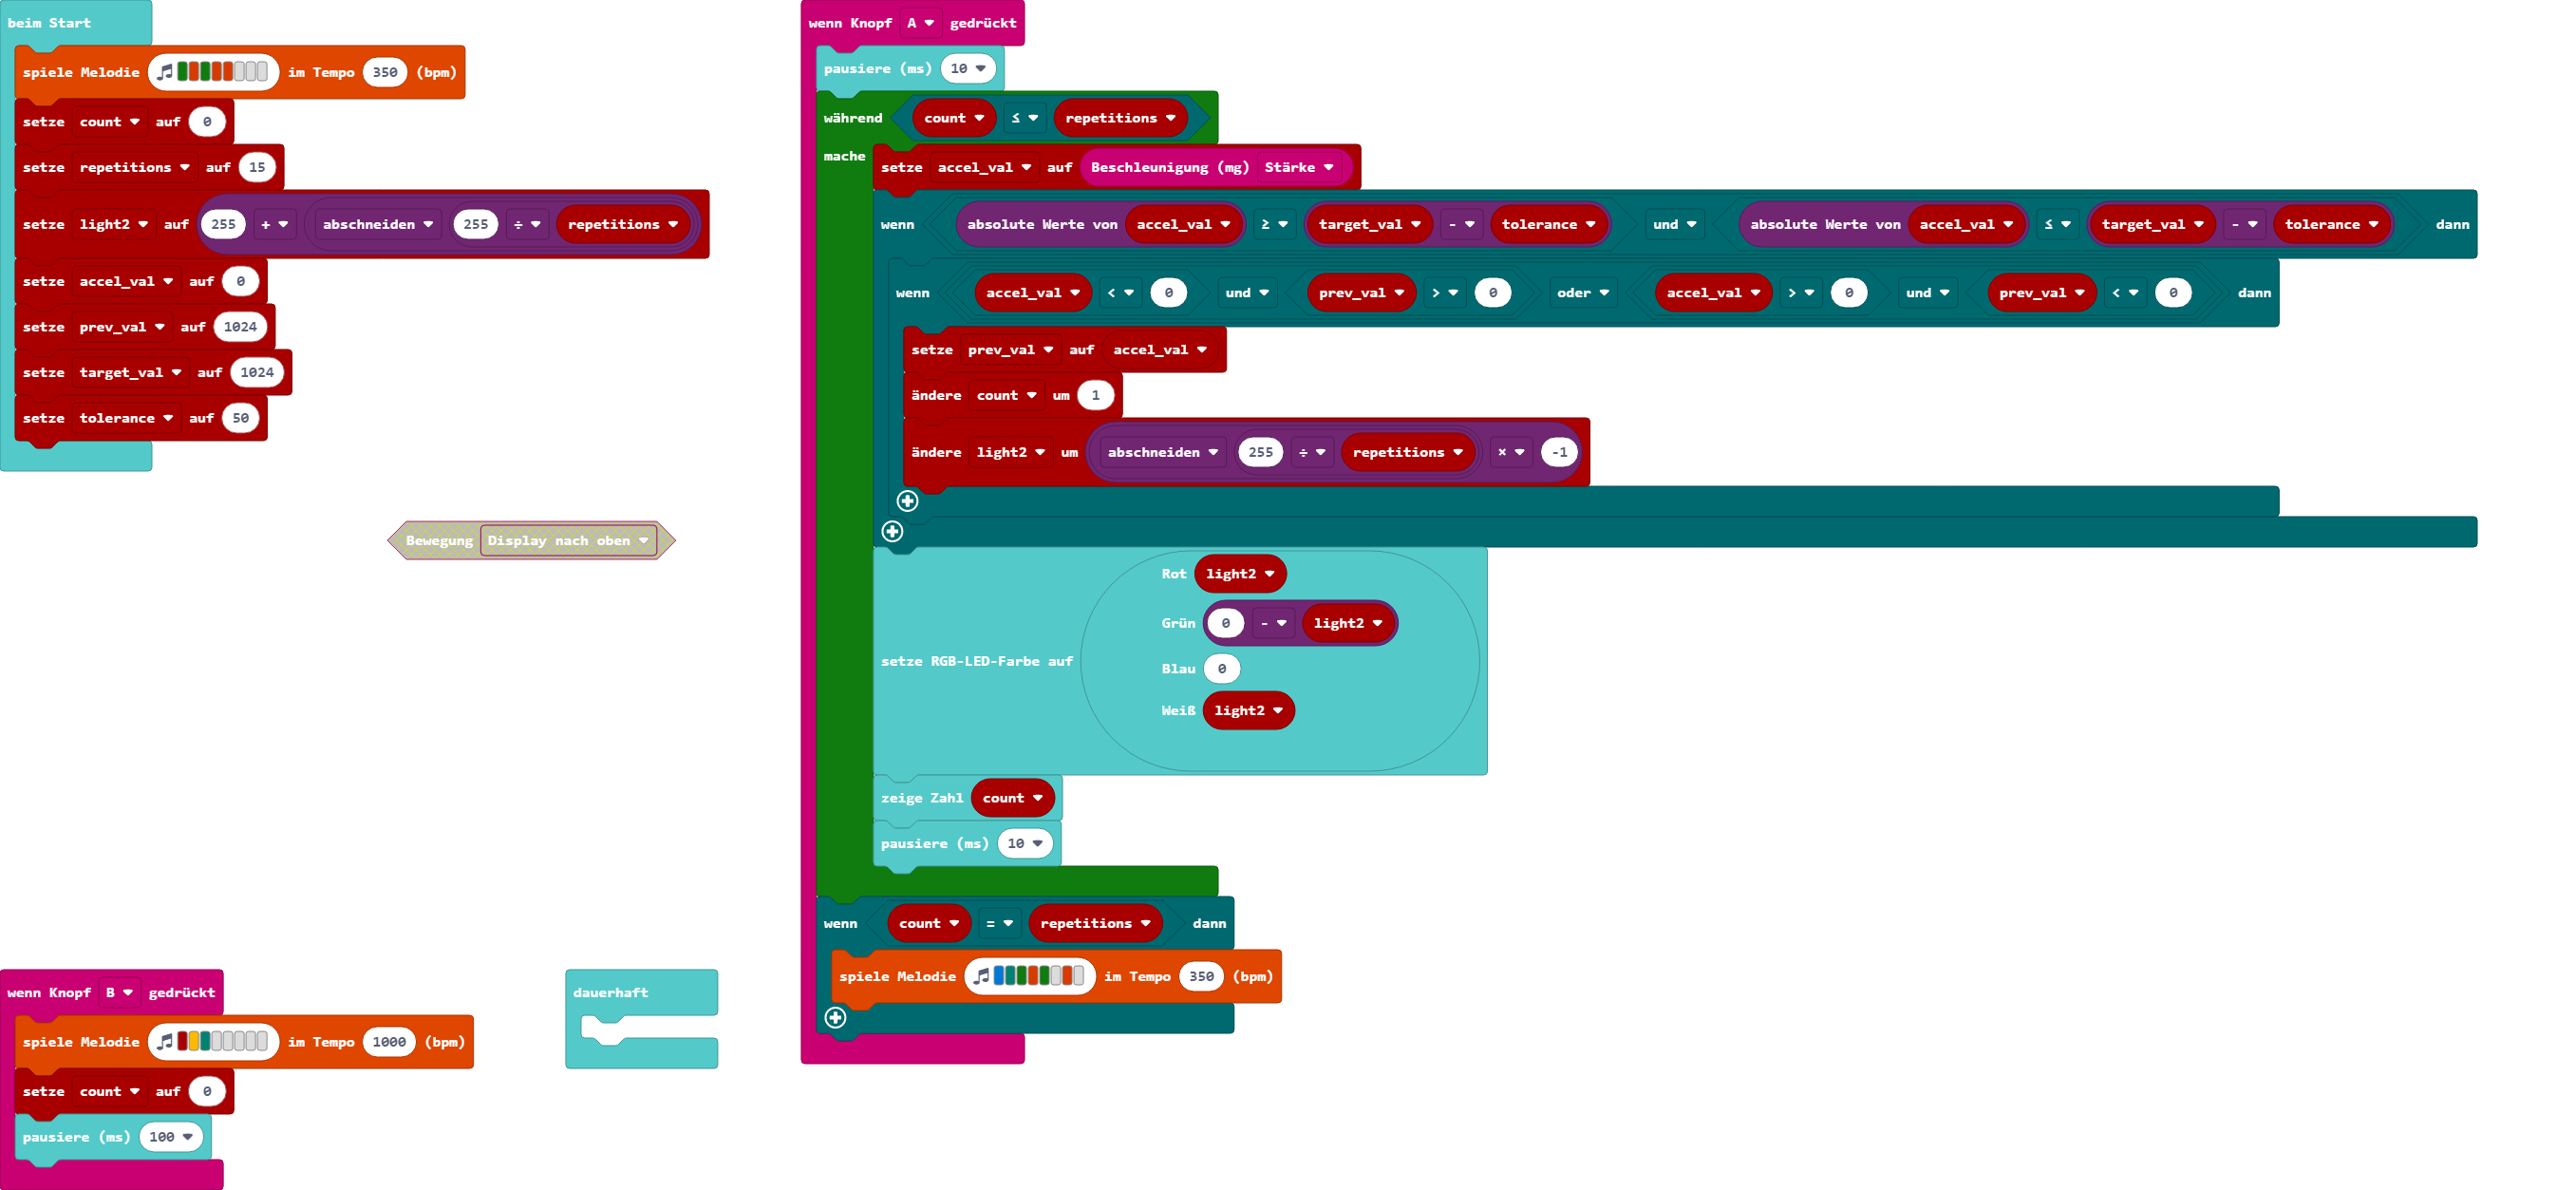 beim Start
spiele Melodie im Tempo 350 (bpm)
setze count auf 0
setze repetitions auf 15
setze light2 auf 255 + abschneiden 255 ÷ repetitions
setze accel_val auf 0
setze prev_val auf 1024
setze target_val auf 1024
setze tolerance auf 50
Bewegung Display nach oben
wenn Knopf B gedrückt
spiele Melodie im Tempo 1000 (bpm)
setze count auf 0
pausiere (ms) 100
dauerhaft
wenn Knopf A gedrückt
pausiere (ms) 10
während count ≤ repetitions
mache
setze accel_val auf Beschleunigung (mg) Stärke
wenn absolute Werte von accel_val ≥ target_val - tolerance und absolute Werte von accel_val ≤ target_val - tolerance dann
wenn accel_val < 0 und prev_val > 0 oder accel_val > 0 und prev_val < 0 dann
setze prev_val auf accel_val
ändere count um 1
ändere light2 um abschneiden 255 ÷ repetitions × -1
setze RGB-LED-Farbe auf
Rot light2
Grün 0 - light2
Blau 0
Weiß light2
zeige Zahl count
pausiere (ms) 10
wenn count = repetitions dann
spiele Melodie im Tempo 350 (bpm)